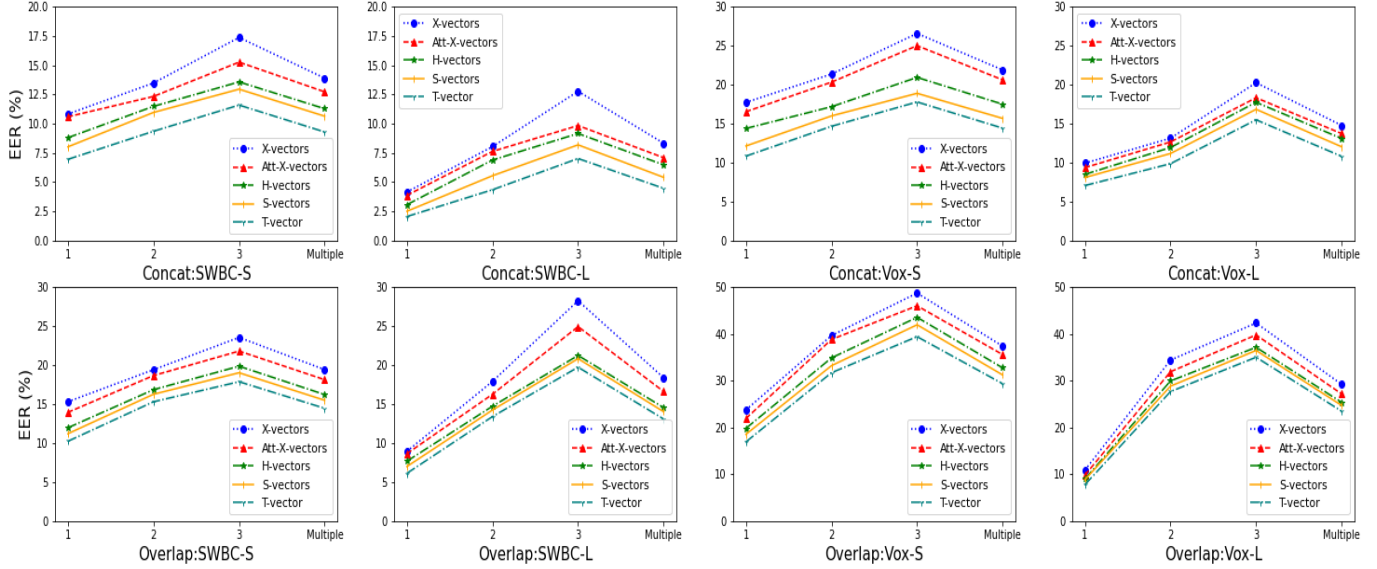 EER (%)
20.0
17.5
15.0
12.5
10.0
7.5
5.0
2.5
0.0
X-vectors
Att-X-vectors
H-vectors
S-vectors
T-vector
1 2 3 Multiple
Concat:SWBC-S
20.0
17.5
15.0
12.5
10.0
7.5
5.0
2.5
0.0
X-vectors
Att-X-vectors
H-vectors
S-vectors
T-vector
1 2 3 Multiple
Concat:SWBC-L
30
25
20
15
10
5
0
X-vectors
Att-X-vectors
H-vectors
S-vectors
T-vector
1 2 3 Multiple
Concat:Vox-S
30
25
20
15
10
5
0
X-vectors
Att-X-vectors
H-vectors
S-vectors
T-vector
1 2 3 Multiple
Concat:Vox-L
EER (%)
30
25
20
15
10
5
0
X-vectors
Att-X-vectors
H-vectors
S-vectors
T-vector
1 2 3 Multiple
Overlap:SWBC-S
30
25
20
15
10
5
0
X-vectors
Att-X-vectors
H-vectors
S-vectors
T-vector
1 2 3 Multiple
Overlap:SWBC-L
50
40
30
20
10
0
X-vectors
Att-X-vectors
H-vectors
S-vectors
T-vector
1 2 3 Multiple
Overlap:Vox-S
50
40
30
20
10
0
X-vectors
Att-X-vectors
H-vectors
S-vectors
T-vector
1 2 3 Multiple
Overlap:Vox-L